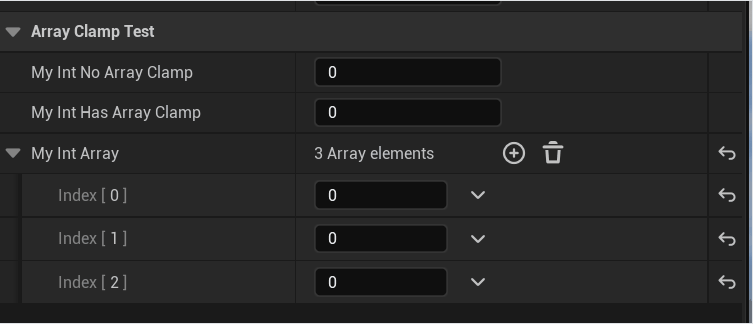 Array Clamp Test
My Int No Array Clamp 0
My Int Has Array Clamp 0
My Int Array 3 Array elements
Index [ 0 ] 0
Index [ 1 ] 0
Index [ 2 ] 0